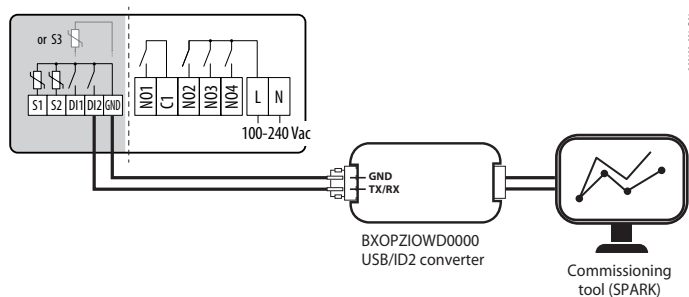 or S3
S1 S2 DI1 DI2 GND
NO1 C1 NO2 NO3 NO4 L N
100-240 Vac
GND
TX/RX
BXOPZIOWD0000
USB/ID2 converter
Commissioning
tool (SPARK)